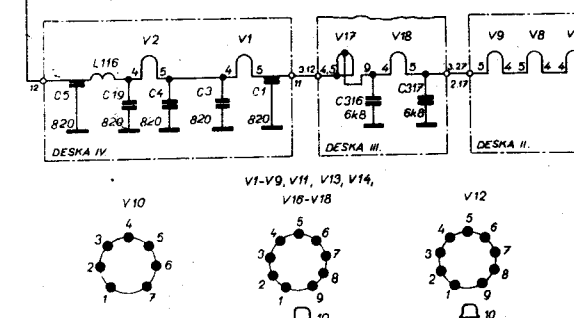 V2 V1 V17 V18 V9 V8 V
L116
4 5 4 5 3.12 4,5 9 4 5 3.27 5 4 5 4 4
12 11 2.17
C5 C19 C4 C3 C1 C316 C317
820 820 820 820 6k8 6k8
DESKA IV. DESKA III. DESKA II.
V1-V9, V11, V13, V14,
V10 V16-V18 V12
1 2 3 4 5 6 7
1 2 3 4 5 6 7 8 9
10
1 2 3 4 5 6 7 8 9
10